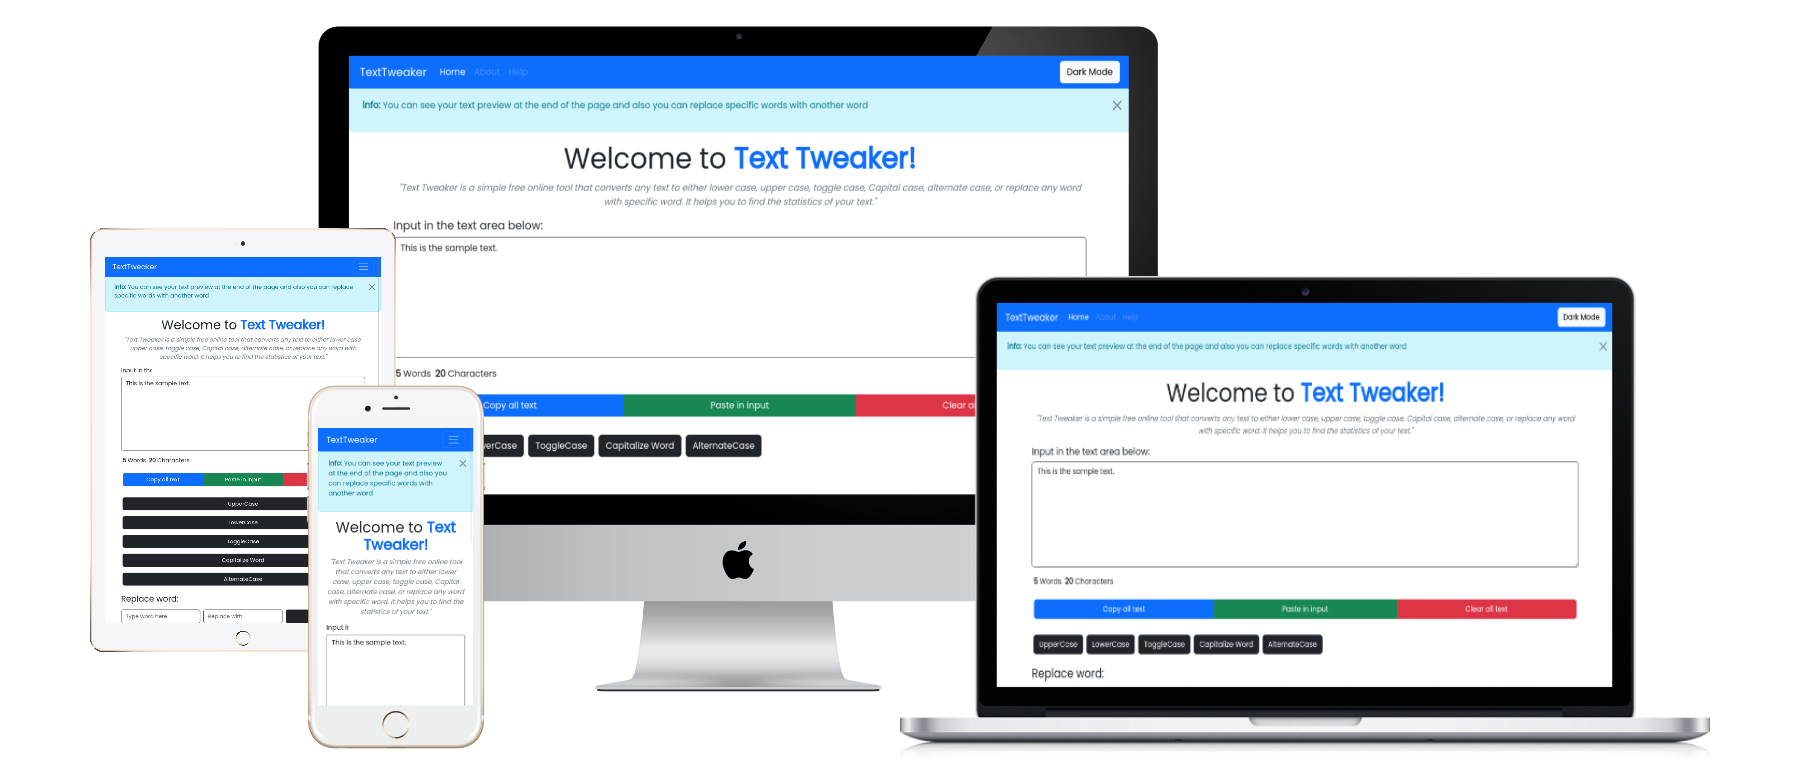 TextTweaker Home About Help Dark Mode
Info: You can see your text preview at the end of the page and also you can replace specific words with another word
Welcome to Text Tweaker!
"Text Tweaker is a simple free online tool that converts any text to either lower case, upper case, toggle case, Capital case, alternate case, or replace any word
with specific word. It helps you to find the statistics of your text."
Input in the text area below:
This is the sample text.
5 Words 20 Characters
Copy all text Paste in input Clear al
werCase ToggleCase Capitalize Word AlternateCase
TextTweaker
Info: You can see your text preview at the end of the page and also you can replace
specific words with another word
Welcome to Text Tweaker!
"Text Tweaker is a simple free online tool that converts any text to either lower case,
upper case, toggle case, Capital case, alternate case, or replace any word with
specific word. It helps you to find the statistics of your text."
Input in the
This is the sample text.
5 Words 20 Characters
Copy all text Paste in input
UpperCase
LowerCase
ToggleCase
Capitalize Word
AlternateCase
Replace word:
Type word here Replace with
TextTweaker
Info: You can see your text preview
at the end of the page and also you
can replace specific words with
another word
Welcome to Text
Tweaker!
"Text Tweaker is a simple free online tool
that converts any text to either lower
case, upper case, toggle case, Capital
case, alternate case, or replace any word
with specific word. It helps you to find the
statistics of your text."
Input ir
This is the sample text.
TextTweaker Home About Help Dark Mode
Info: You can see your text preview at the end of the page and also you can replace specific words with another word
Welcome to Text Tweaker!
"Text Tweaker is a simple free online tool that converts any text to either lower case, upper case, toggle case, Capital case, alternate case, or replace any word
with specific word. It helps you to find the statistics of your text."
Input in the text area below:
This is the sample text.
5 Words 20 Characters
Copy all text Paste in input Clear all text
UpperCase LowerCase ToggleCase Capitalize Word AlternateCase
Replace word: